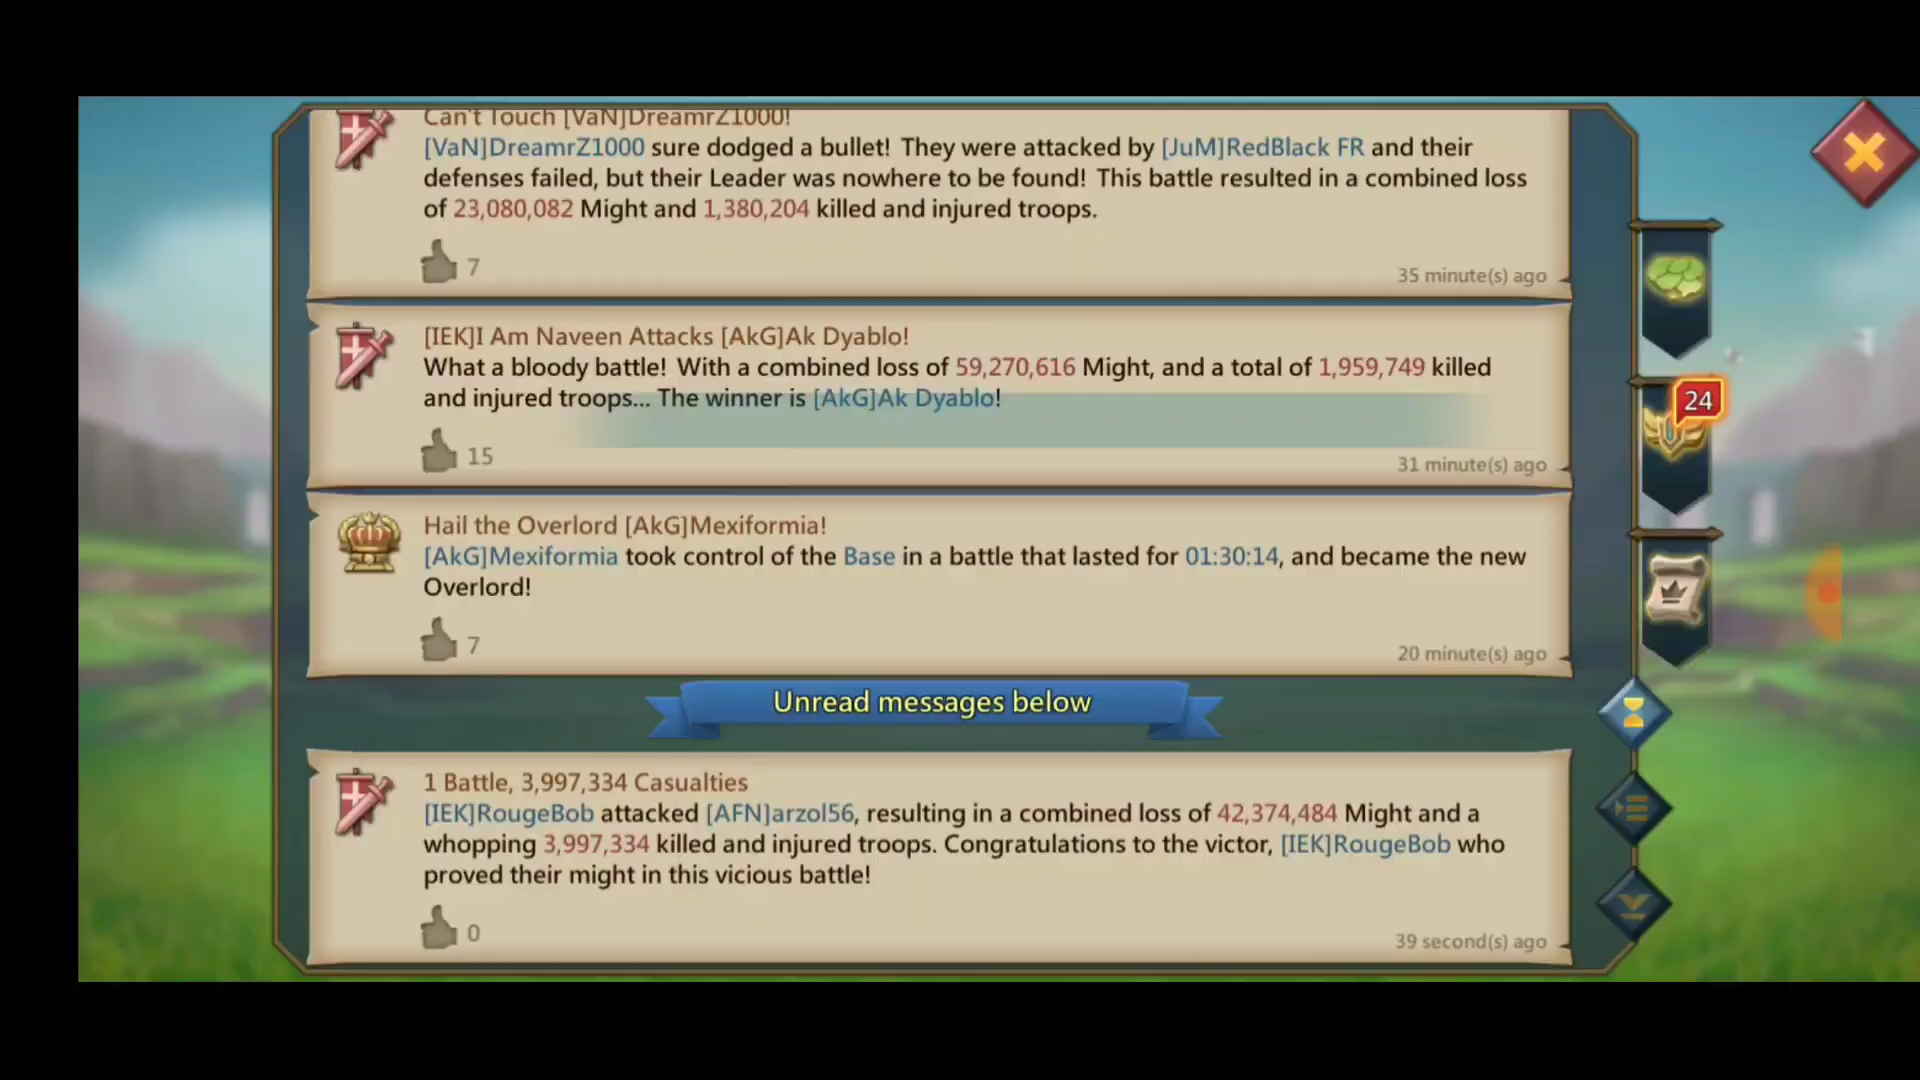 Can't Touch [VaN]DreamrZ1000!
[VaN]DreamrZ1000 sure dodged a bullet! They were attacked by [JuM]RedBlack FR and their
defenses failed, but their Leader was nowhere to be found! This battle resulted in a combined loss
of 23,080,082 Might and 1,380,204 killed and injured troops.
7
35 minute(s) ago
[IEK]I Am Naveen Attacks [AkG]Ak Dyablo!
What a bloody battle! With a combined loss of 59,270,616 Might, and a total of 1,959,749 killed
and injured troops... The winner is [AkG]Ak Dyablo!
15
31 minute(s) ago
24
Hail the Overlord [AkG]Mexiformia!
[AkG]Mexiformia took control of the Base in a battle that lasted for 01:30:14, and became the new
Overlord!
7
20 minute(s) ago
Unread messages below
1 Battle, 3,997,334 Casualties
[IEK]RougeBob attacked [AFN]arzol56, resulting in a combined loss of 42,374,484 Might and a
whopping 3,997,334 killed and injured troops. Congratulations to the victor, [IEK]RougeBob who
proved their might in this vicious battle!
0
39 second(s) ago